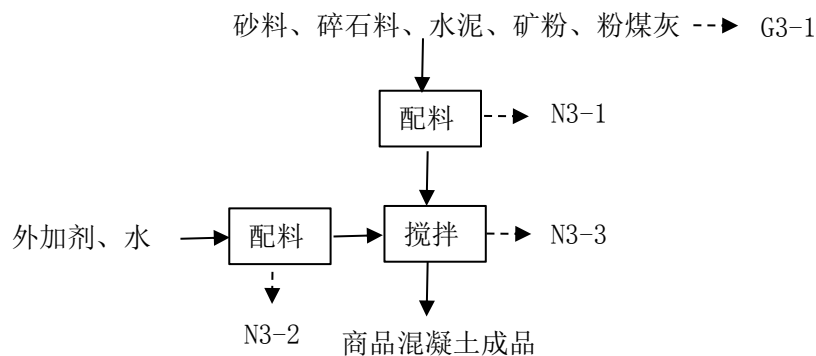 砂料、碎石料、水泥、矿粉、粉煤灰 G3-1
配料 N3-1
外加剂、水 配料 搅拌 N3-3
N3-2 商品混凝土成品